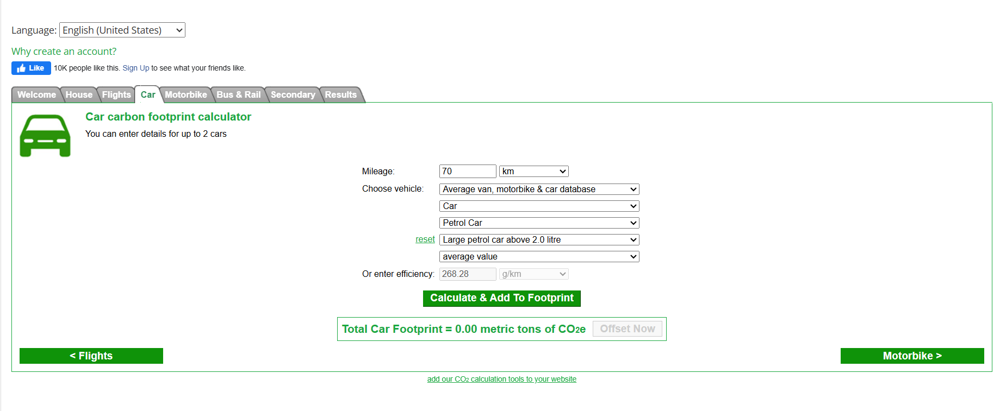 Language: English (United States)
Why create an account?
Like 10K people like this. Sign Up to see what your friends like.
Welcome House Flights Car Motorbike Bus & Rail Secondary Results
Car carbon footprint calculator
You can enter details for up to 2 cars
Mileage: 70 km
Choose vehicle: Average van, motorbike & car database
Car
Petrol Car
reset Large petrol car above 2.0 litre
average value
Or enter efficiency: 268.28 g/km
Calculate & Add To Footprint
Total Car Footprint = 0.00 metric tons of CO2e Offset Now
< Flights Motorbike >
add our CO2 calculation tools to your website